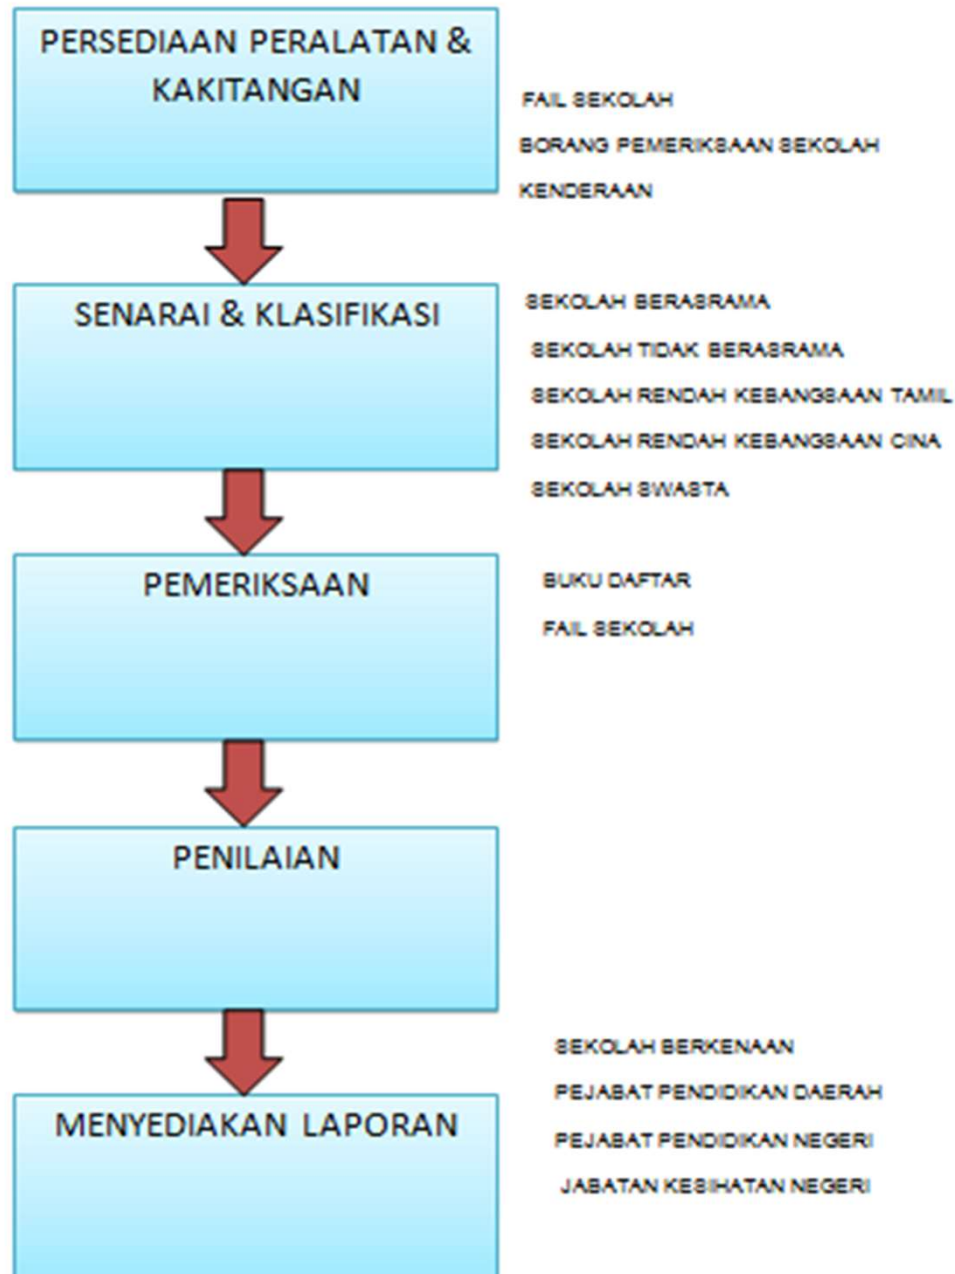 PERSEDIAAN PERALATAN &
KAKITANGAN
FAIL SEKOLAH
BORANG PEMERIKSAAN SEKOLAH
KENDERAAN
SENARAI & KLASIFIKASI
SEKOLAH BERASRAMA
SEKOLAH TIDAK BERASRAMA
SEKOLAH RENDAH KEBANGSAAN TAMIL
SEKOLAH RENDAH KEBANGSAAN CINA
SEKOLAH SWASTA
PEMERIKSAAN
BUKU DAFTAR
FAIL SEKOLAH
PENILAIAN
MENYEDIAKAN LAPORAN
SEKOLAH BERKENAAN
PEJABAT PENDIDIKAN DAERAH
PEJABAT PENDIDIKAN NEGERI
JABATAN KESIHATAN NEGERI